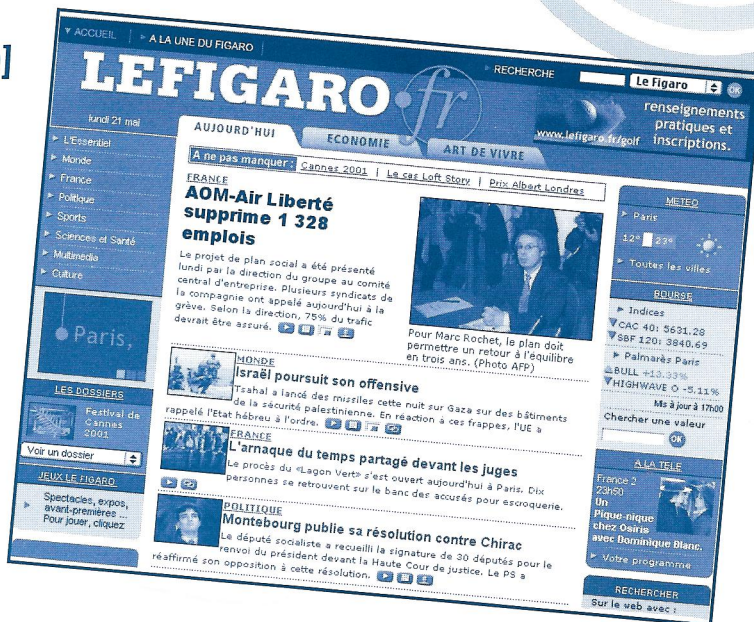 ]
ACCUEIL
A LA UNE DU FIGARO
RECHERCHE
Le Figaro
OK
LEFIGARO.fr
renseignements
pratiques et
inscriptions.
www.lefigaro.fr/golf
lundi 21 mai
L'Essentiel
Monde
France
Politique
Sports
Sciences et Santé
Multimédia
Culture
Paris,
LES DOSSIERS
Festival de
Cannes
2001
Voir un dossier
JEUX LE FIGARO
Spectacles, expos,
avant-premières ...
Pour jouer, cliquez
AUJOURD'HUI
ECONOMIE
ART DE VIVRE
A ne pas manquer : Cannes 2001 | Le cas Loft Story | Prix Albert Londres
FRANCE
AOM-Air Liberté
supprime 1 328
emplois
Le projet de plan social a été présenté
lundi par la direction du groupe au comité
central d'entreprise. Plusieurs syndicats de
la compagnie ont appelé aujourd'hui à la
grève. Selon la direction, 75% du trafic
devrait être assuré.
Pour Marc Rochet, le plan doit
permettre un retour à l'équilibre
en trois ans. (Photo AFP)
MONDE
Israël poursuit son offensive
Tsahal a lancé des missiles cette nuit sur Gaza sur des bâtiments
de la sécurité palestinienne. En réaction à ces frappes, l'UE a
rappelé l'Etat hébreu à l'ordre.
FRANCE
L'arnaque du temps partagé devant les juges
Le procès du «Lagon Vert» s'est ouvert aujourd'hui à Paris. Dix
personnes se retrouvent sur le banc des accusés pour escroquerie.
POLITIQUE
Montebourg publie sa résolution contre Chirac
Le député socialiste a recueilli la signature de 30 députés pour le
renvoi du président devant la Haute Cour de justice. Le PS a
réaffirmé son opposition à cette résolution.
METEO
Paris
12° 23°
Toutes les villes
BOURSE
Indices
CAC 40: 5631.28
SBF 120: 3840.69
Palmarès Paris
BULL +13.33%
HIGHWAVE O -5.11%
Mis à jour à 17h00
Chercher une valeur
OK
A LA TELE
France 2
23h50
Un
Pique-nique
chez Osiris
avec Dominique Blanc.
Votre programme
RECHERCHER
Sur le web avec :